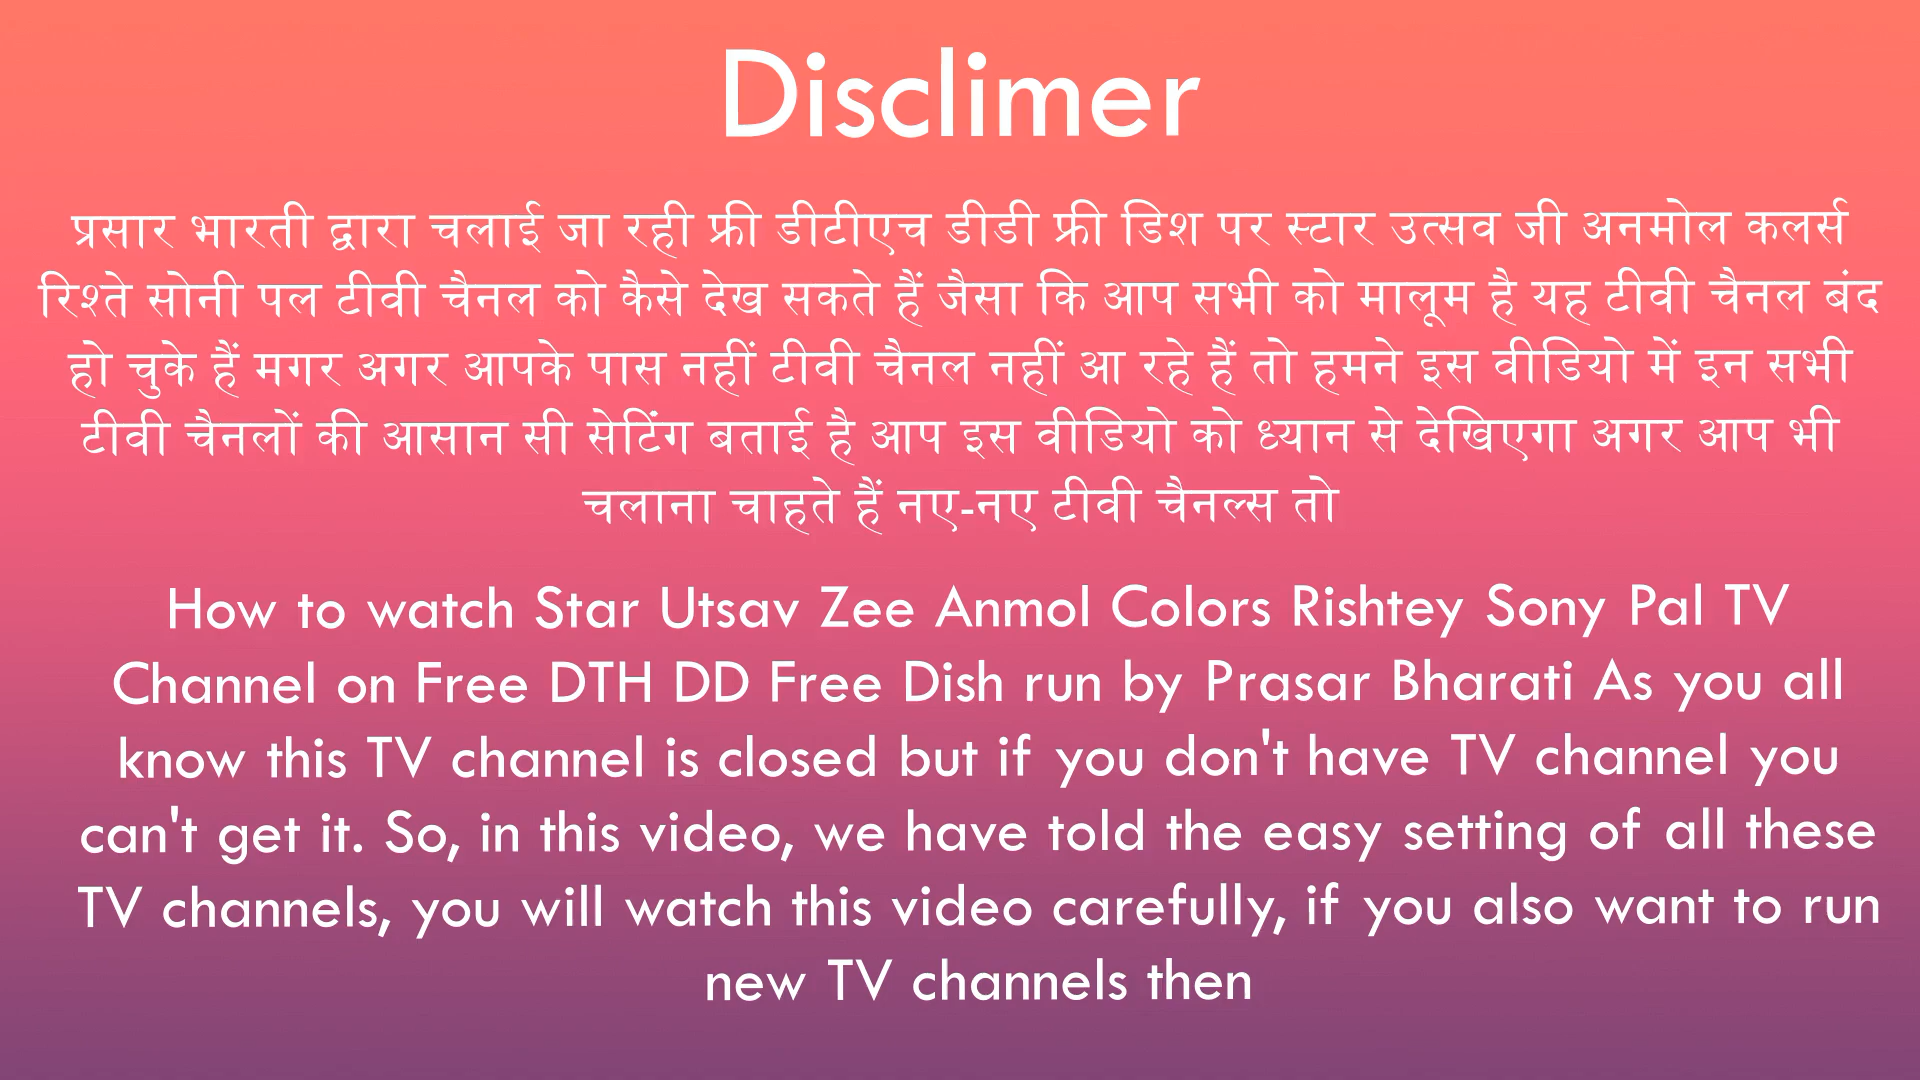 Disclimer
प्रसार भारती द्वारा चलाई जा रही फ्री डीटीएच डीडी फ्री डिश पर स्टार उत्सव जी अनमोल कलर्स
रिश्ते सोनी पल टीवी चैनल को कैसे देख सकते हैं जैसा कि आप सभी को मालूम है यह टीवी चैनल बंद
हो चुके हैं मगर अगर आपके पास नहीं टीवी चैनल नहीं आ रहे हैं तो हमने इस वीडियो में इन सभी
टीवी चैनलों की आसान सी सेटिंग बताई है आप इस वीडियो को ध्यान से देखिएगा अगर आप भी
चलाना चाहते हैं नए-नए टीवी चैनल्स तो
How to watch Star Utsav Zee Anmol Colors Rishtey Sony Pal TV
Channel on Free DTH DD Free Dish run by Prasar Bharati As you all
know this TV channel is closed but if you don't have TV channel you
can't get it. So, in this video, we have told the easy setting of all these
TV channels, you will watch this video carefully, if you also want to run
new TV channels then